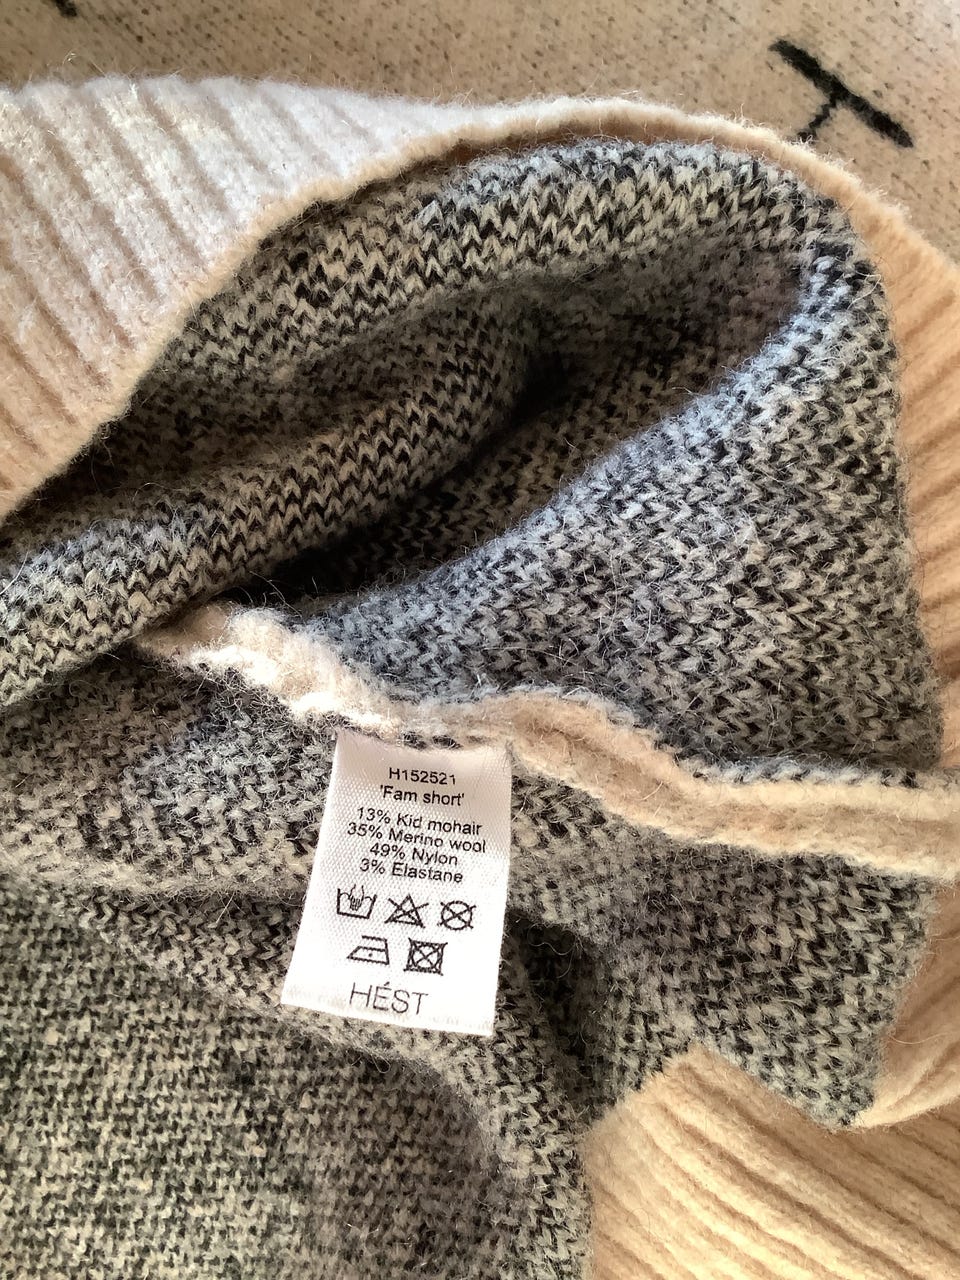 H152521
'Fam short'
13% Kid mohair
35% Merino wool
49% Nylon
3% Elastane
HÉST